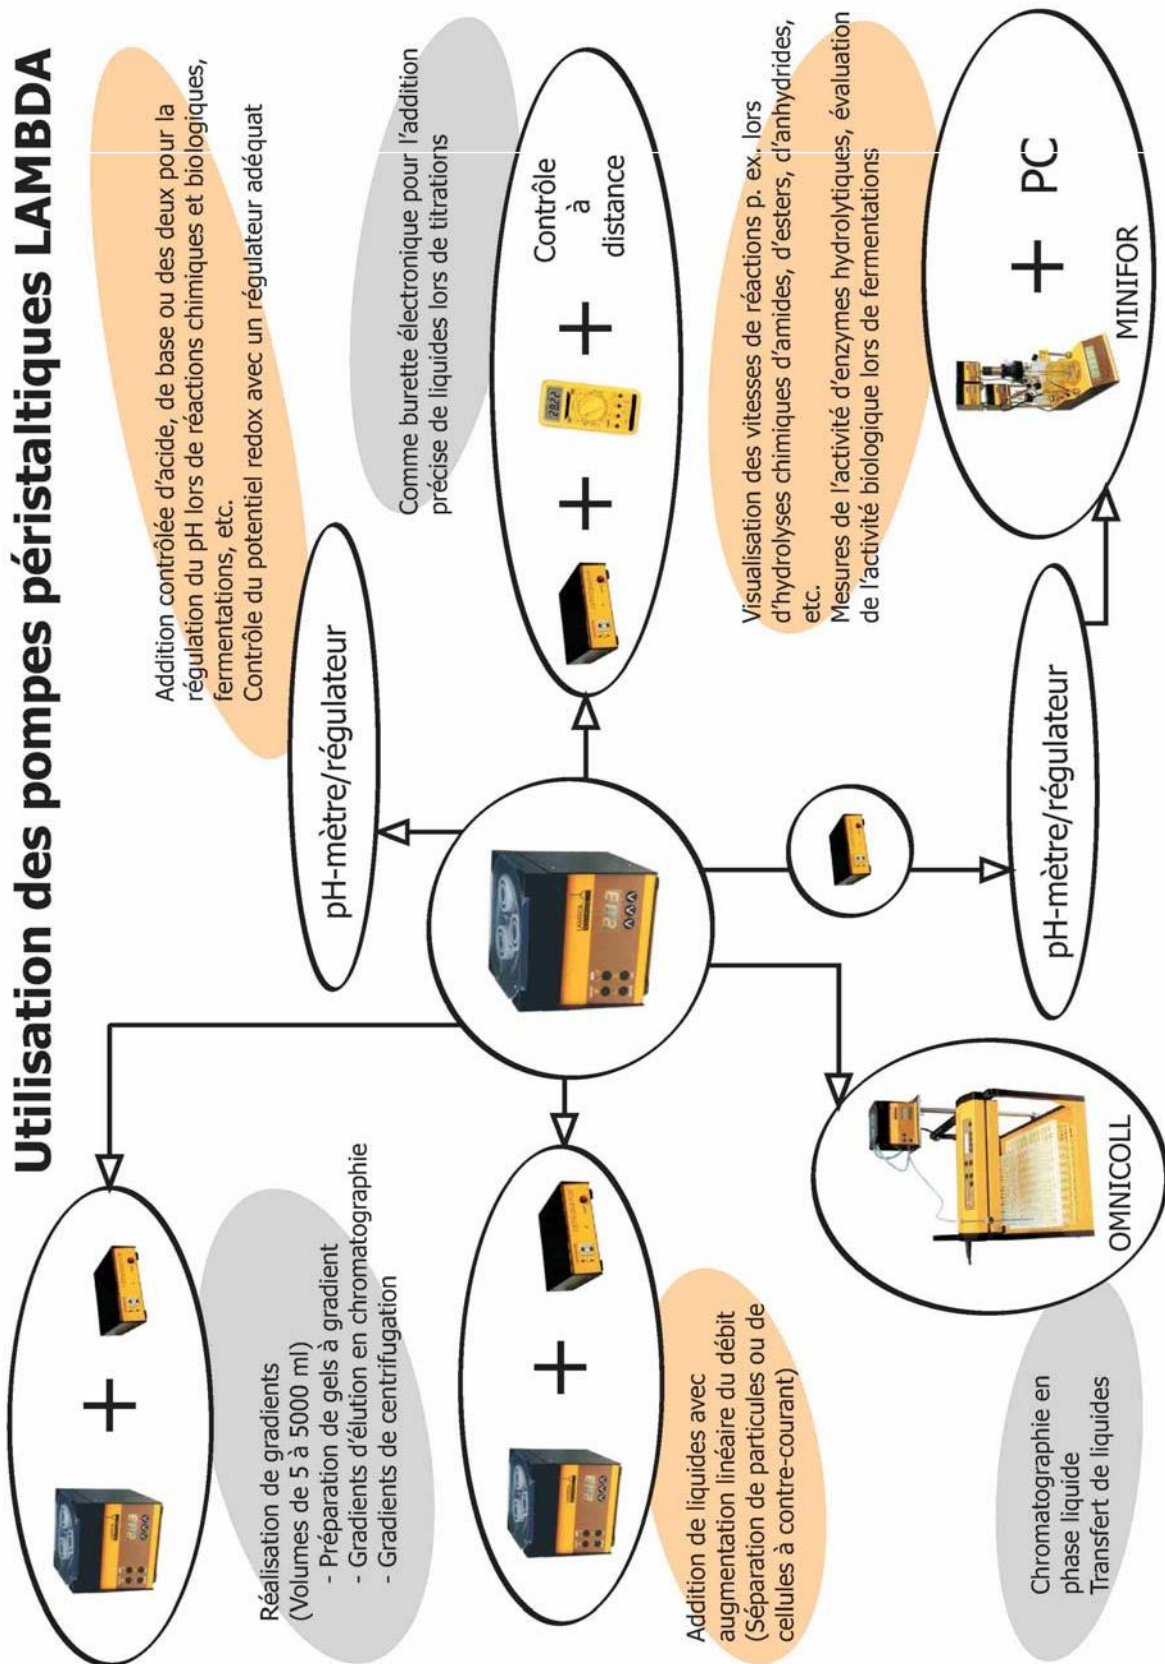 Utilisation des pompes péristaltiques LAMBDA
Réalisation de gradients
(Volumes de 5 à 5000 ml)
- Préparation de gels à gradient
- Gradients d'élution en chromatographie
- Gradients de centrifugation
Addition contrôlée d'acide, de base ou des deux pour la
régulation du pH lors de réactions chimiques et biologiques,
fermentations, etc.
Contrôle du potentiel redox avec un régulateur adéquat
pH-mètre/régulateur
Comme burette électronique pour l'addition
précise de liquides lors de titrations
+
+
+
+
Contrôle
à
distance
Addition de liquides avec
augmentation linéaire du débit
(Séparation de particules ou de
cellules à contre-courant)
Visualisation des vitesses de réactions p. ex. lors
d'hydrolyses chimiques d'amides, d'esters, d'anhydrides,
etc.
Mesures de l'activité d'enzymes hydrolytiques, évaluation
de l'activité biologique lors de fermentations
Chromatographie en
phase liquide
Transfert de liquides
OMNICOLL
pH-mètre/régulateur
+ PC
MINIFOR